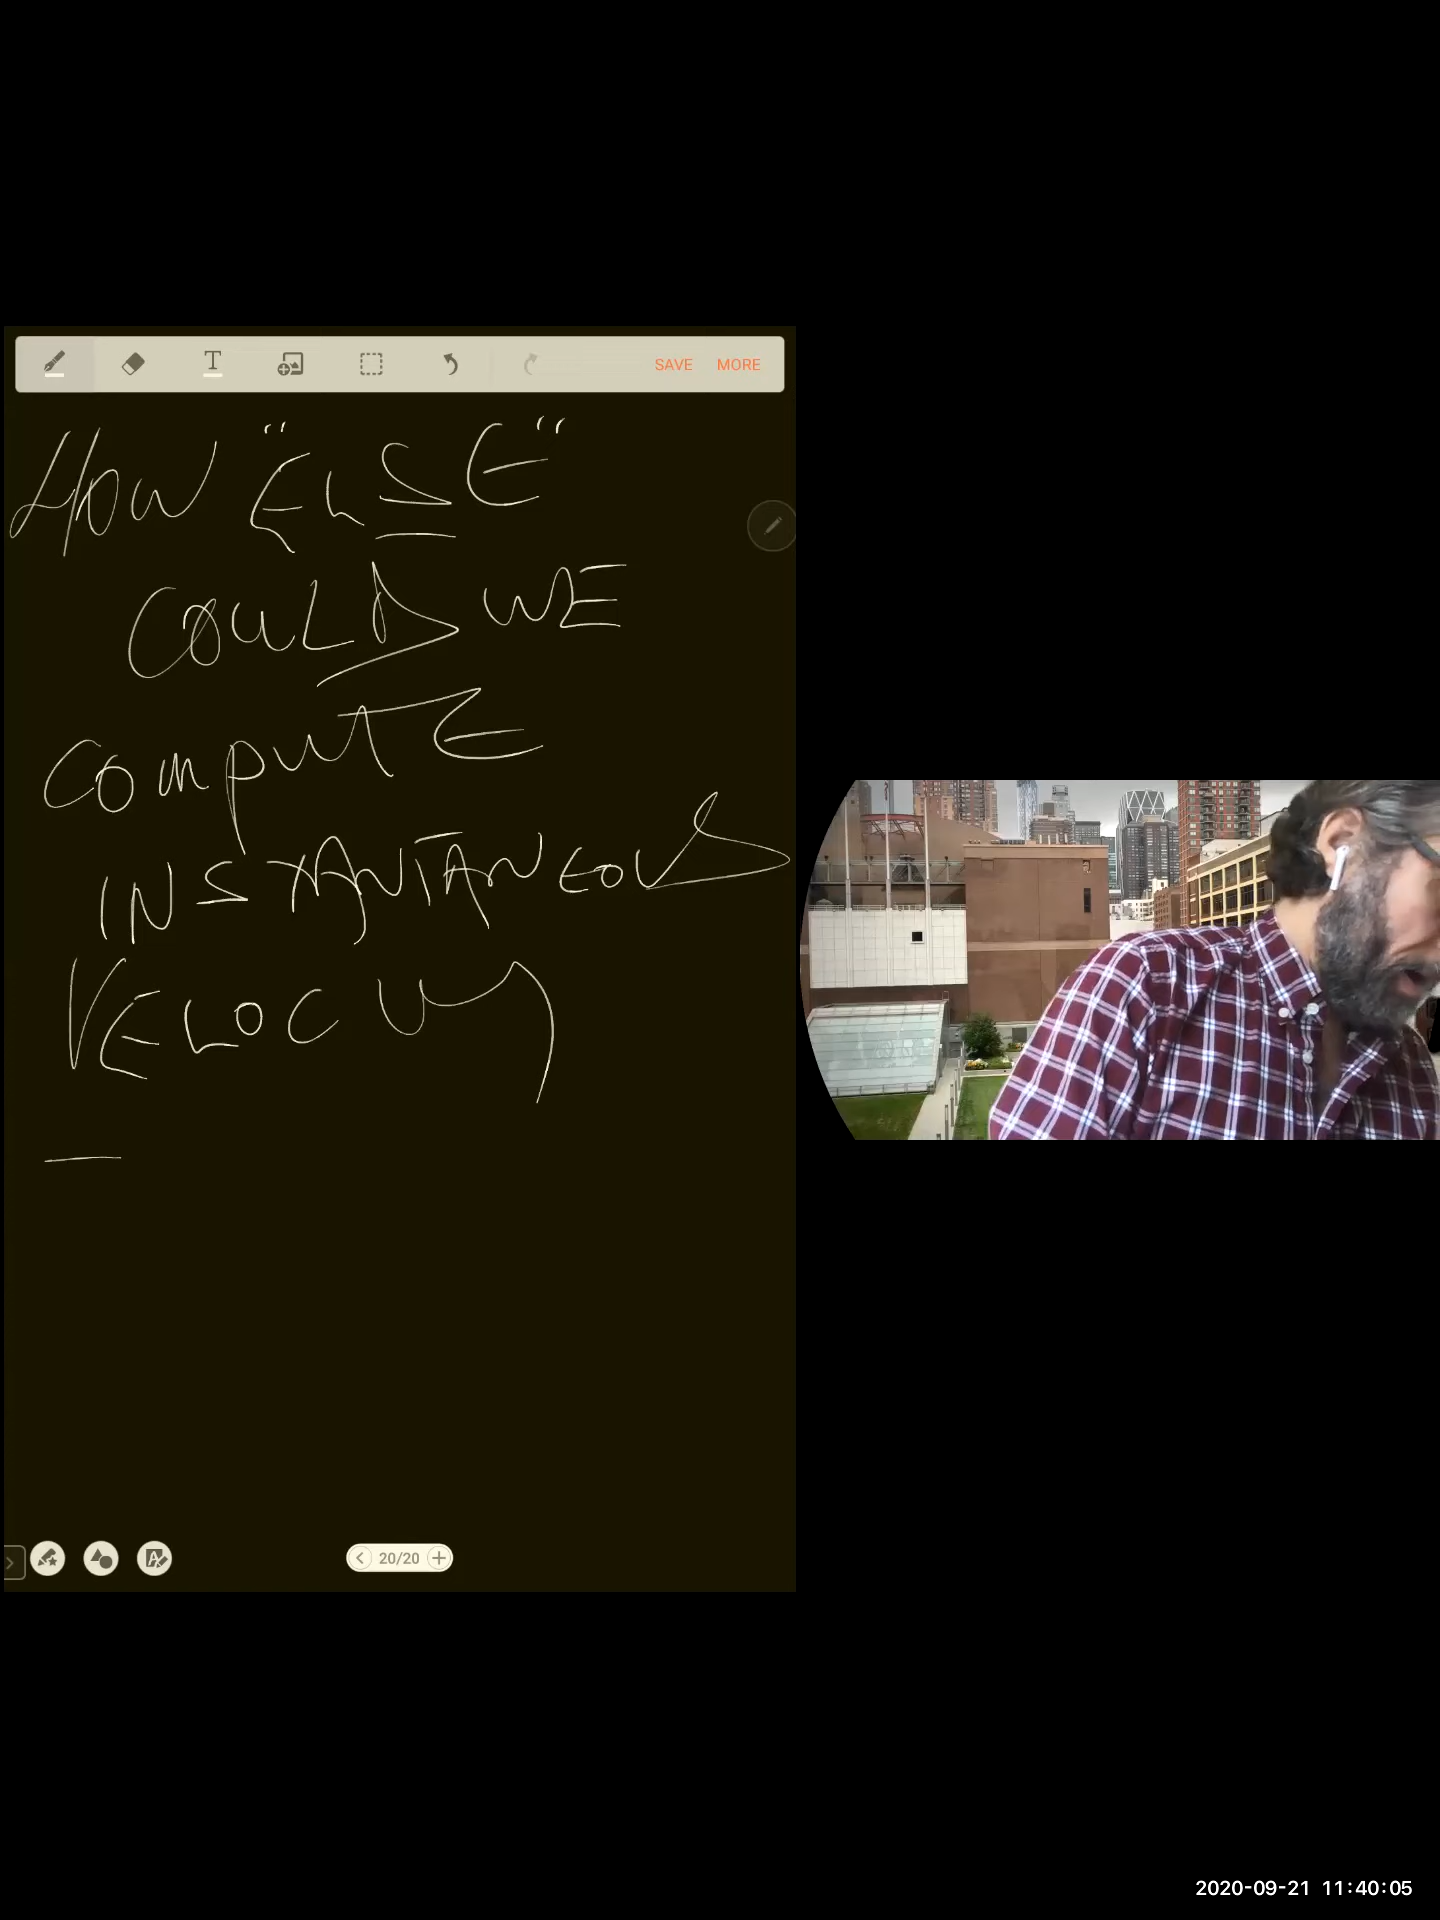 T
SAVE MORE
HOW "ELSE"
COULD WE
COMPUTE
INSTANTANEOUS
VELOCITY
A
20/20
2020-09-21 11:40:05